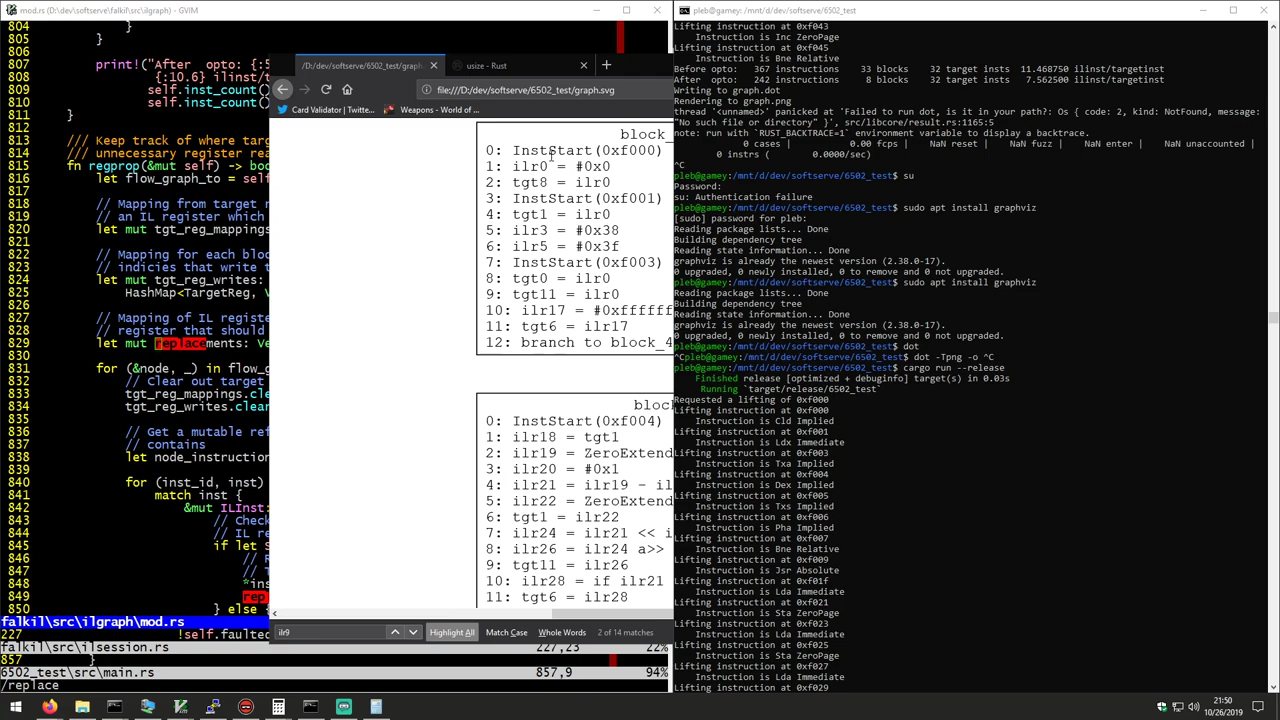 mod.rs (D:\dev\softserve\falkil\src\ilgraph) - GVIM
804 }
805 }
806
807 print!("After opto: {:5
808 {:10.6} ilinst/ta
809 self.inst_count()
810 self.inst_count()
811 }
812
813 /// Keep track of where targ
814 /// unnecessary register rea
815 fn regprop(&mut self) -> boo
816 let flow_graph_to = self
817
818 // Mapping from target r
819 // an IL register which
820 let mut tgt_reg_mappings
821
822 // Mapping for each bloc
823 // indicies that write t
824 let mut tgt_reg_writes:
825 HashMap<TargetReg, V
826
827 // Mapping of IL registe
828 // register that should
829 let mut replacements: Ve
830
831 for (&node, _) in flow_g
832 // Clear out target
833 tgt_reg_mappings.cle
834 tgt_reg_writes.clear
835
836 // Get a mutable ref
837 // contains
838 let node_instruction
839
840 for (inst_id, inst)
841 match inst {
842 &mut ILInst:
843 // Check
844 // IL re
845 if let S
846 // R
847 // T
848 *ins
849 rep
850 } else {
falkil\src\ilgraph\mod.rs
227 !self.faulted
falkil\src\ilsession.rs 227,23 22%
857 }
6502_test\src\main.rs 857,9 94%
/replace
/D:/dev/softserve/6502_test/graph.
usize - Rust
file:///D:/dev/softserve/6502_test/graph.svg
Card Validator | Twitte...
Weapons – World of ...
block_
0: InstStart(0xf000)
1: ilr0 = #0x0
2: tgt8 = ilr0
3: InstStart(0xf001)
4: tgt1 = ilr0
5: ilr3 = #0x38
6: ilr5 = #0x3f
7: InstStart(0xf003)
8: tgt0 = ilr0
9: tgt11 = ilr0
10: ilr17 = #0xffffff
11: tgt6 = ilr17
12: branch to block_4
block
0: InstStart(0xf004)
1: ilr18 = tgt1
2: ilr19 = ZeroExtend
3: ilr20 = #0x1
4: ilr21 = ilr19 - il
5: ilr22 = ZeroExtend
6: tgt1 = ilr22
7: ilr24 = ilr21 << i
8: ilr26 = ilr24 a>>
9: tgt11 = ilr26
10: ilr28 = if ilr21
11: tgt6 = ilr28
ilr9
Highlight All
Match Case
Whole Words
2 of 14 matches
pleb@gamey: /mnt/d/dev/softserve/6502_test
Lifting instruction at 0xf043
Instruction is Inc ZeroPage
Lifting instruction at 0xf045
Instruction is Bne Relative
Before opto: 367 instructions 33 blocks 32 target insts 11.468750 ilinst/targetinst
After opto: 242 instructions 8 blocks 32 target insts 7.562500 ilinst/targetinst
Writing to graph.dot
Rendering to graph.png
thread '<unnamed>' panicked at 'Failed to run dot, is it in your path?: Os { code: 2, kind: NotFound, message:
"No such file or directory" }', src/libcore/result.rs:1165:5
note: run with `RUST_BACKTRACE=1` environment variable to display a backtrace.
0 cases | 0.00 fcps | NaN crash | NaN fuzz | NaN enter | NaN unaccounted |
0 instrs ( 0.0000/sec)
^C
pleb@gamey:/mnt/d/dev/softserve/6502_test$ su
Password:
su: Authentication failure
pleb@gamey:/mnt/d/dev/softserve/6502_test$ sudo apt install graphviz
[sudo] password for pleb:
Reading package lists... Done
Building dependency tree
Reading state information... Done
graphviz is already the newest version (2.38.0-17).
0 upgraded, 0 newly installed, 0 to remove and 0 not upgraded.
pleb@gamey:/mnt/d/dev/softserve/6502_test$ sudo apt install graphviz
Reading package lists... Done
Building dependency tree
Reading state information... Done
graphviz is already the newest version (2.38.0-17).
0 upgraded, 0 newly installed, 0 to remove and 0 not upgraded.
pleb@gamey:/mnt/d/dev/softserve/6502_test$ dot
^Cpleb@gamey:/mnt/d/dev/softserve/6502_test$ dot -Tpng -o ^C
pleb@gamey:/mnt/d/dev/softserve/6502_test$ cargo run --release
Finished release [optimized + debuginfo] target(s) in 0.03s
Running `target/release/6502_test`
Requested a lifting of 0xf000
Lifting instruction at 0xf000
Instruction is Cld Implied
Lifting instruction at 0xf001
Instruction is Ldx Immediate
Lifting instruction at 0xf003
Instruction is Txa Implied
Lifting instruction at 0xf004
Instruction is Dex Implied
Lifting instruction at 0xf005
Instruction is Txs Implied
Lifting instruction at 0xf006
Instruction is Pha Implied
Lifting instruction at 0xf007
Instruction is Bne Relative
Lifting instruction at 0xf009
Instruction is Jsr Absolute
Lifting instruction at 0xf01f
Instruction is Lda Immediate
Lifting instruction at 0xf021
Instruction is Sta ZeroPage
Lifting instruction at 0xf023
Instruction is Lda Immediate
Lifting instruction at 0xf025
Instruction is Sta ZeroPage
Lifting instruction at 0xf027
Instruction is Lda Immediate
Lifting instruction at 0xf029
21:50
10/26/2019